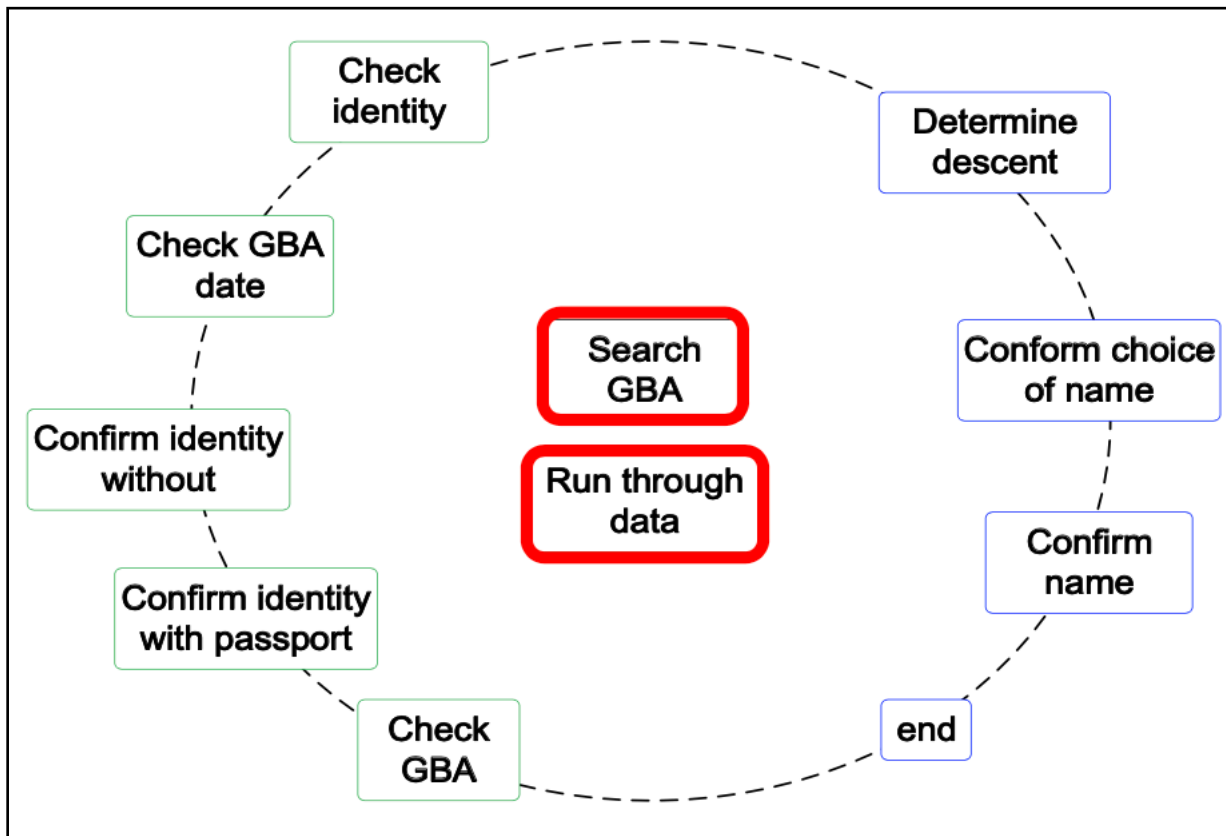 Check
identity
Determine
descent
Check GBA
date
Search
GBA
Conform choice
of name
Confirm identity
without
Run through
data
Confirm
name
Confirm identity
with passport
Check
GBA
end